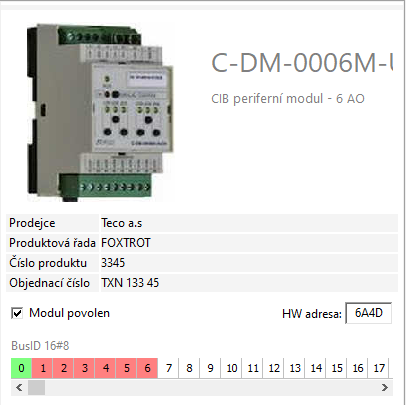 C-DM-0006M-U
CIB periferní modul - 6 AO
Prodejce Teco a.s
Produktová řada FOXTROT
Číslo produktu 3345
Objednací číslo TXN 133 45
Modul povolen HW adresa: 6A4D
BusID 16#8
0 1 2 3 4 5 6 7 8 9 10 11 12 13 14 15 16 17